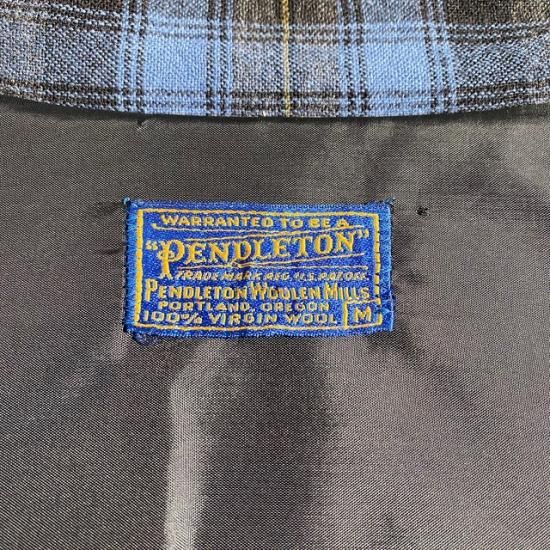 WARRANTED TO BE A
"PENDLETON"
TRADE MARK REG. U.S. PAT. OFF.
PENDLETON WOOLEN MILLS
PORTLAND, OREGON
100% VIRGIN WOOL M